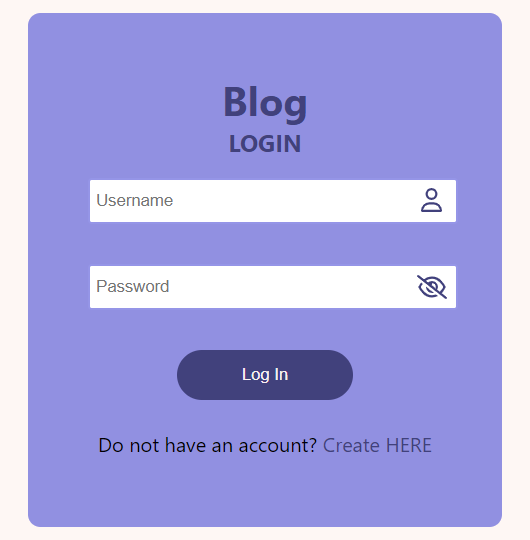 Blog
LOGIN
Username
Password
Log In
Do not have an account? Create HERE